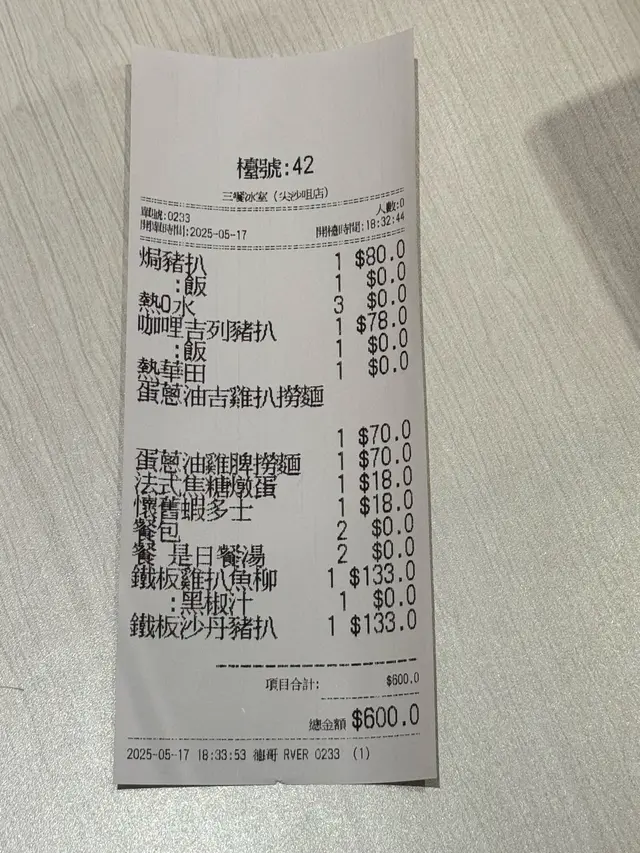 檯號:42
三餐冰室 (尖沙咀店)
單號:0233 人數:0
開單時間:2025-05-17 開檯時間:18:32:44
焗豬扒 1 $80.0
:飯 1 $0.0
熱0水 3 $0.0
咖哩吉列豬扒 1 $78.0
:飯 1 $0.0
熱華田 1 $0.0
蛋蔥油吉雞扒撈麵
1 $70.0
蛋蔥油雞脾撈麵 1 $70.0
法式焦糖燉蛋 1 $18.0
懷舊蝦多士 1 $18.0
餐包 2 $0.0
餐 是日餐湯 2 $0.0
鐵板雞扒魚柳 1 $133.0
:黑椒汁 1 $0.0
鐵板沙丹豬扒 1 $133.0
項目合計: $600.0
總金額 $600.0
2025-05-17 18:33:53 RVER 0233 (1)